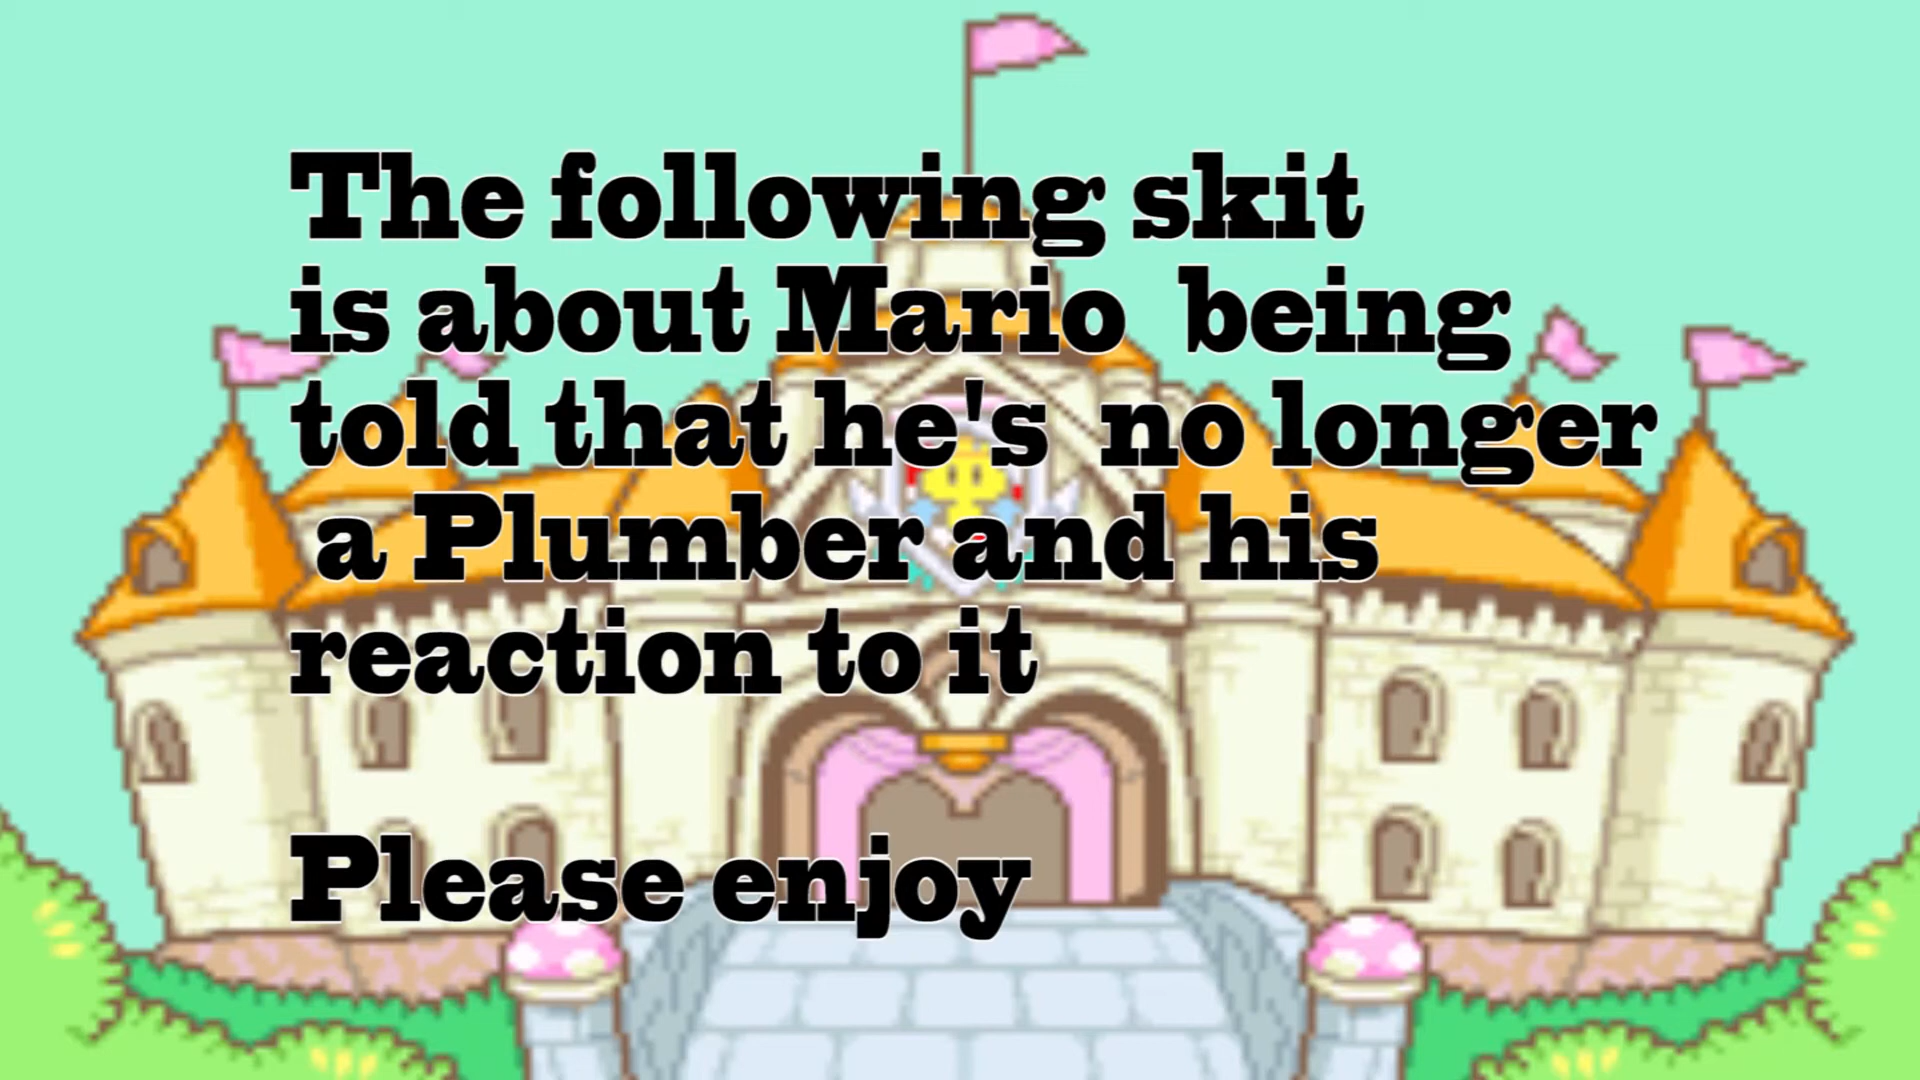 The following skit
is about Mario  being
told that he's  no longer
a Plumber and his
reaction to it
Please enjoy